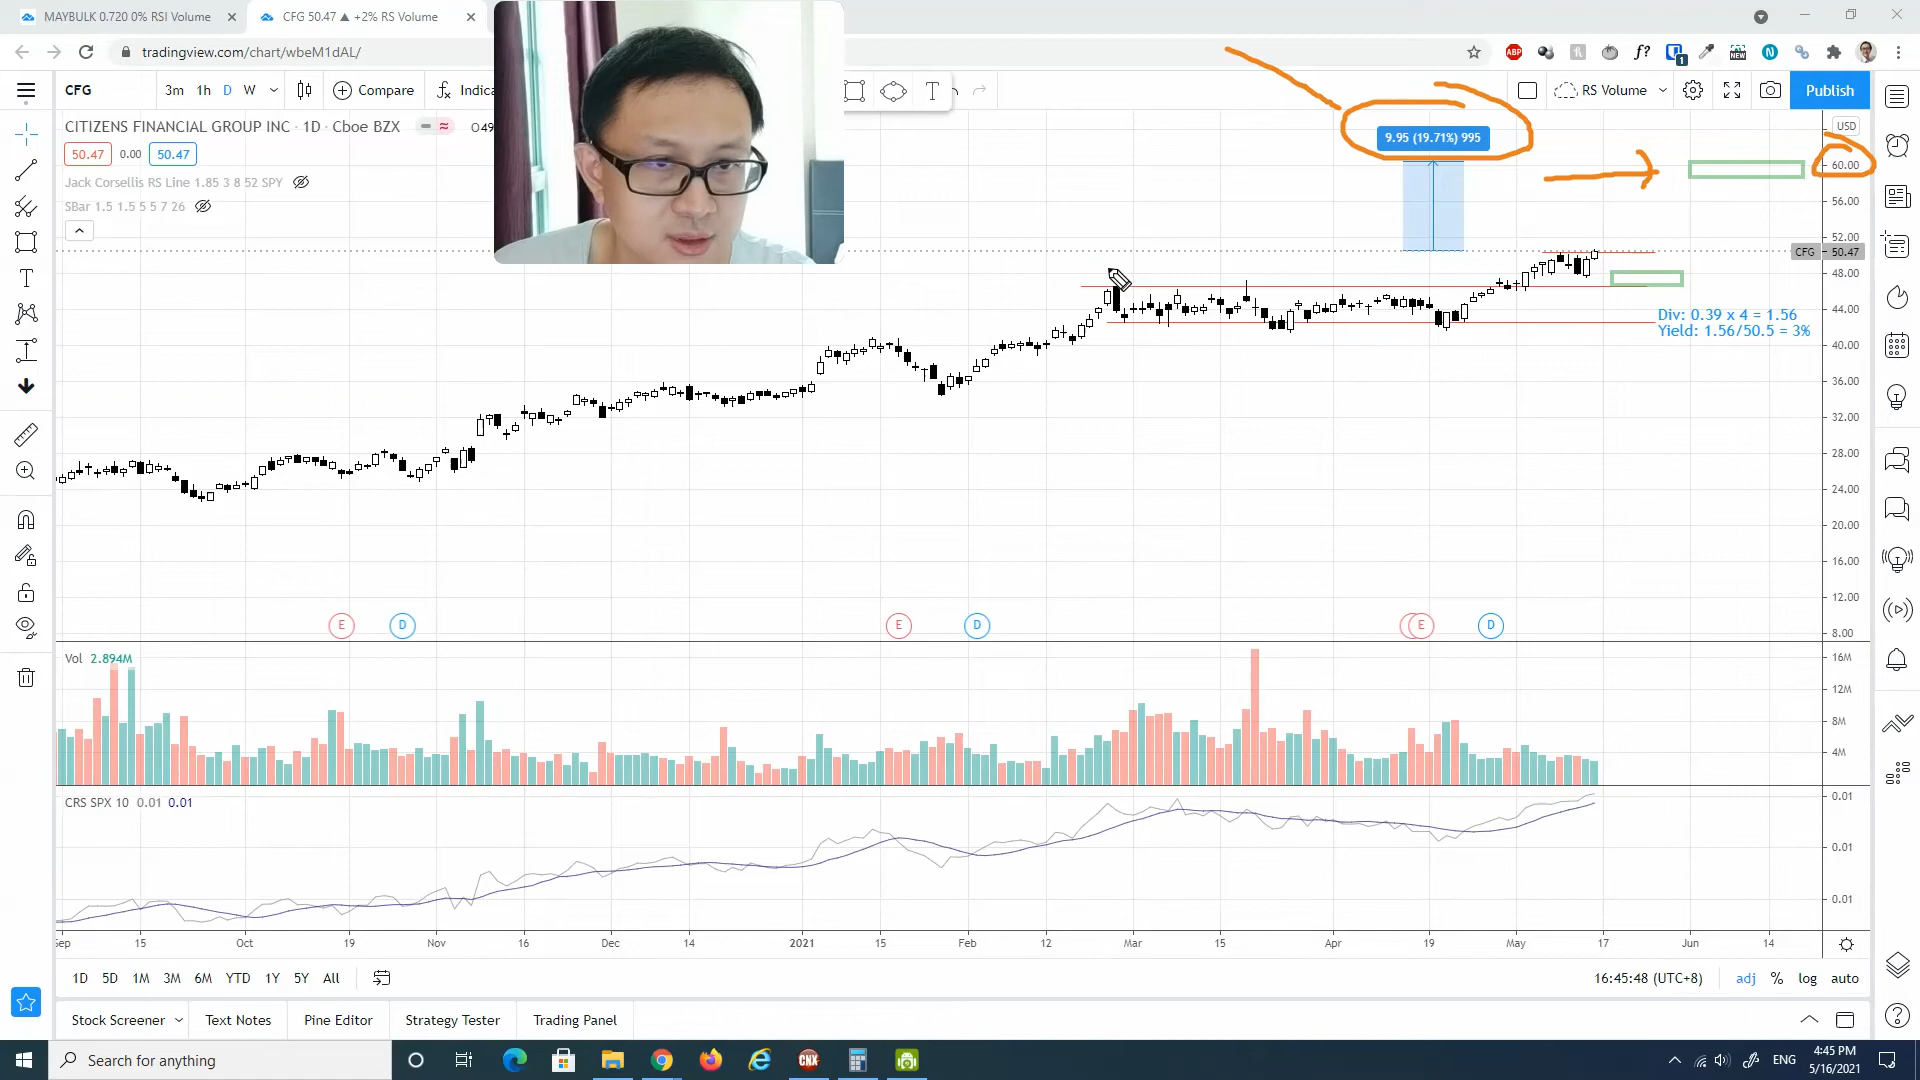 MAYBULK 0.720 0% RSI Volume
CFG 50.47 ▲ +2% RS Volume
tradingview.com/chart/wbeM1dAL/
ABP
f?
NEW
1
CFG
3m 1h D W
Compare
Indica
T
RS Volume
Publish
CITIZENS FINANCIAL GROUP INC · 1D · Cboe BZX
O49
50.47 0.00 50.47
Jack Corsellis RS Line 1.85 3 8 52 SPY
SBar 1.5 1.5 5 5 7 26
9.95 (19.71%) 995
USD
60.00
56.00
52.00
CFG 50.47
48.00
44.00
40.00
36.00
32.00
28.00
24.00
20.00
16.00
12.00
8.00
Div: 0.39 x 4 = 1.56
Yield: 1.56/50.5 = 3%
E D E D E D
Vol 2.894M
16M
12M
8M
4M
CRS SPX 10 0.01 0.01
0.01
0.01
0.01
Sep 15 Oct 19 Nov 16 Dec 14 2021 15 Feb 12 Mar 15 Apr 19 May 17 Jun 14
1D 5D 1M 3M 6M YTD 1Y 5Y All
16:45:48 (UTC+8) adj % log auto
Stock Screener Text Notes Pine Editor Strategy Tester Trading Panel
Search for anything
CNX
ENG
4:45 PM
5/16/2021